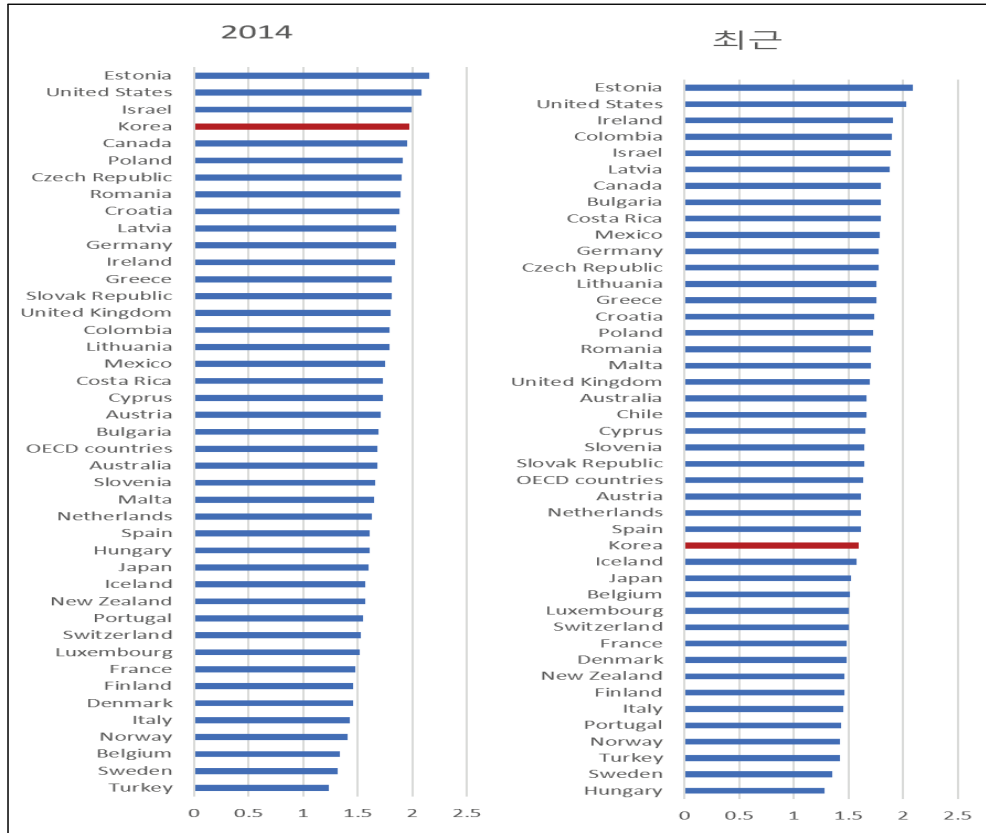 2014
Estonia
United States
Israel
Korea
Canada
Poland
Czech Republic
Romania
Croatia
Latvia
Germany
Ireland
Greece
Slovak Republic
United Kingdom
Colombia
Lithuania
Mexico
Costa Rica
Cyprus
Austria
Bulgaria
OECD countries
Australia
Slovenia
Malta
Netherlands
Spain
Hungary
Japan
Iceland
New Zealand
Portugal
Switzerland
Luxembourg
France
Finland
Denmark
Italy
Norway
Belgium
Sweden
Turkey
0 0.5 1 1.5 2 2.5
최근
Estonia
United States
Ireland
Colombia
Israel
Latvia
Canada
Bulgaria
Costa Rica
Mexico
Germany
Czech Republic
Lithuania
Greece
Croatia
Poland
Romania
Malta
United Kingdom
Australia
Chile
Cyprus
Slovenia
Slovak Republic
OECD countries
Austria
Netherlands
Spain
Korea
Iceland
Japan
Belgium
Luxembourg
Switzerland
France
Denmark
New Zealand
Finland
Italy
Portugal
Norway
Turkey
Sweden
Hungary
0 0.5 1 1.5 2 2.5